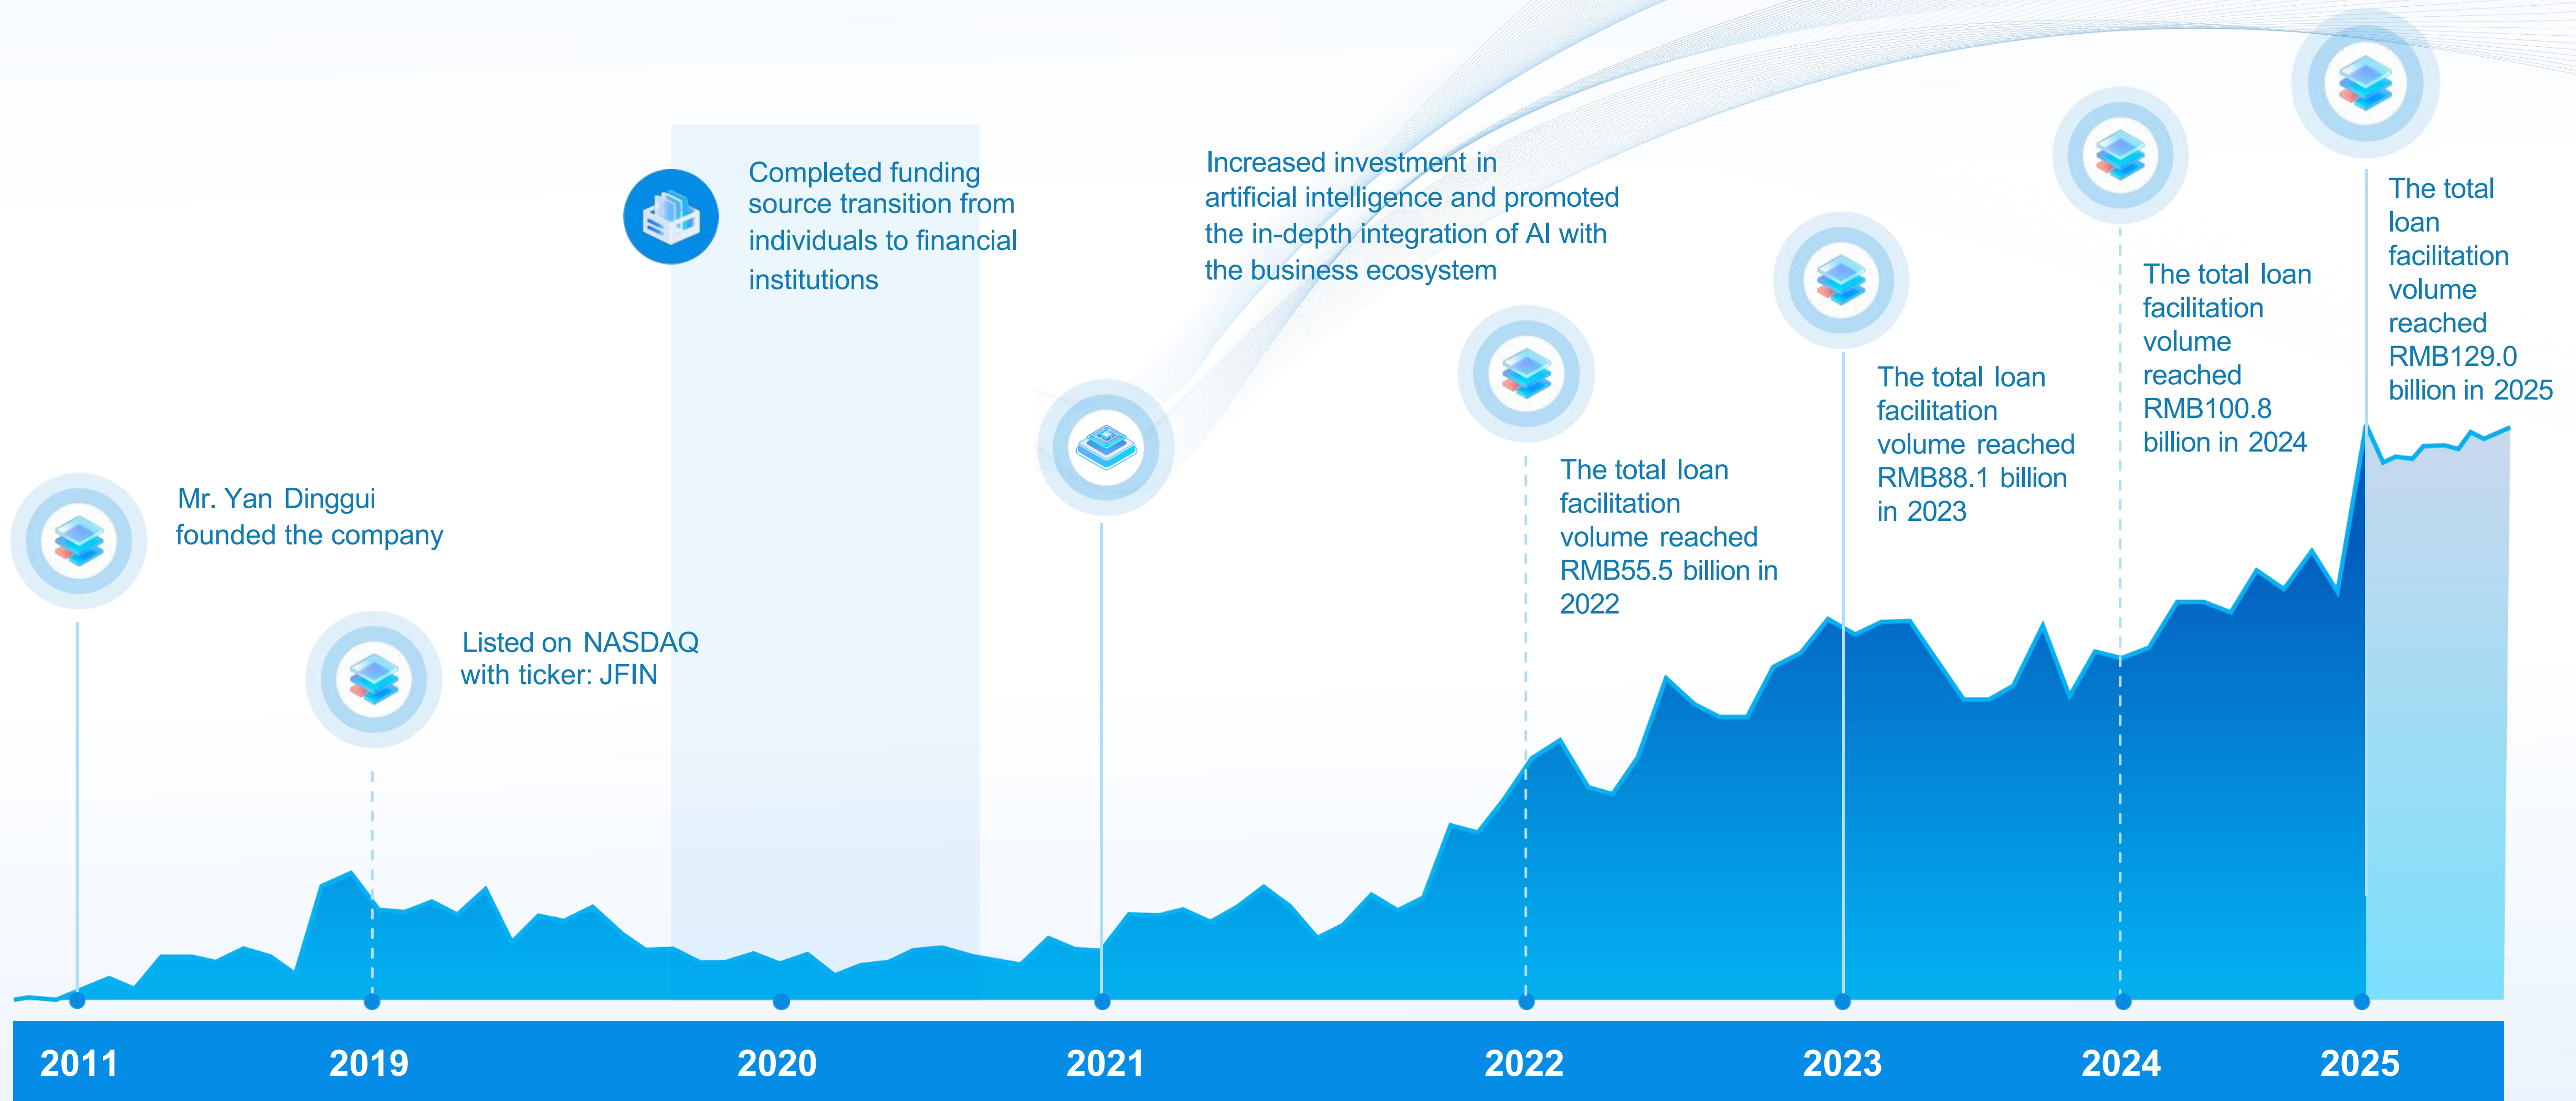 Mr. Yan Dinggui
founded the company
Listed on NASDAQ
with ticker: JFIN
Completed funding
source transition from
individuals to financial
institutions
Increased investment in
artificial intelligence and promoted
the in-depth integration of AI with
the business ecosystem
The total loan
facilitation
volume reached
RMB55.5 billion in
2022
The total loan
facilitation
volume reached
RMB88.1 billion
in 2023
The total loan
facilitation
volume
reached
RMB100.8
billion in 2024
The total
loan
facilitation
volume
reached
RMB129.0
billion in 2025
2011
2019
2020
2021
2022
2023
2024
2025